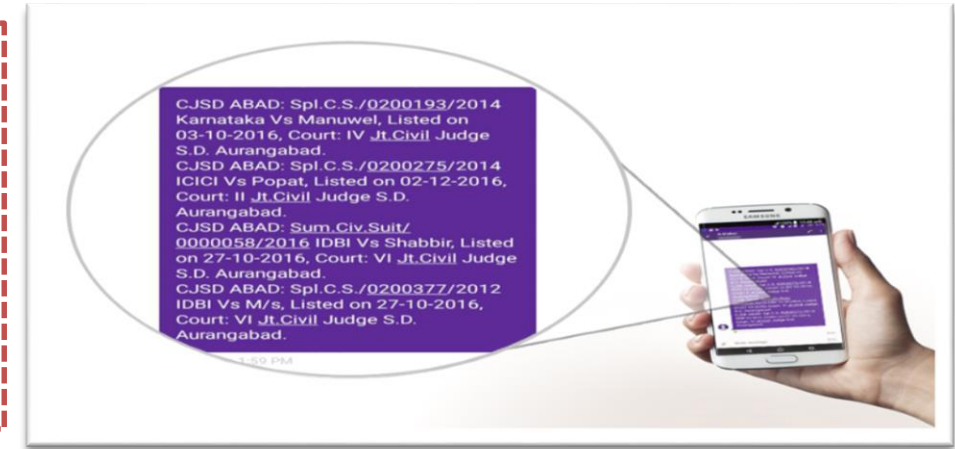 CJSD ABAD: Spl.C.S./0200193/2014
Karnataka Vs Manuwel, Listed on
03-10-2016, Court: IV Jt.Civil Judge
S.D. Aurangabad.
CJSD ABAD: Spl.C.S./0200275/2014
ICICI Vs Popat, Listed on 02-12-2016,
Court: II Jt.Civil Judge S.D.
Aurangabad.
CJSD ABAD: Sum.Civ.Suit/
0000058/2016 IDBI Vs Shabbir, Listed
on 27-10-2016, Court: VI Jt.Civil Judge
S.D. Aurangabad.
CJSD ABAD: Spl.C.S./0200377/2012
IDBI Vs M/s, Listed on 27-10-2016,
Court: VI Jt.Civil Judge S.D.
Aurangabad.
1:59 PM
SAMSUNG